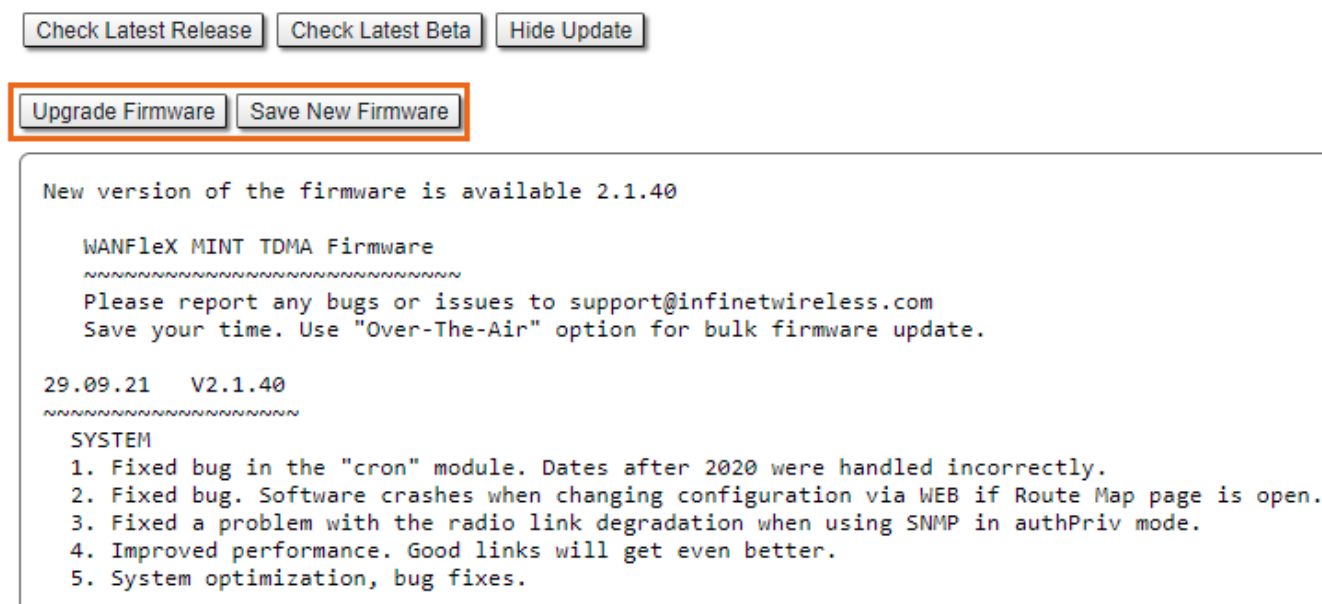 Check Latest Release Check Latest Beta Hide Update
Upgrade Firmware Save New Firmware
New version of the firmware is available 2.1.40
WANFleX MINT TDMA Firmware
~~~~~~~~~~~~~~~~~~~~~~~~~~~~
Please report any bugs or issues to support@infinetwireless.com
Save your time. Use "Over-The-Air" option for bulk firmware update.
29.09.21 V2.1.40
~~~~~~~~~~~~~~~~~~~
SYSTEM
1. Fixed bug in the "cron" module. Dates after 2020 were handled incorrectly.
2. Fixed bug. Software crashes when changing configuration via WEB if Route Map page is open.
3. Fixed a problem with the radio link degradation when using SNMP in authPriv mode.
4. Improved performance. Good links will get even better.
5. System optimization, bug fixes.